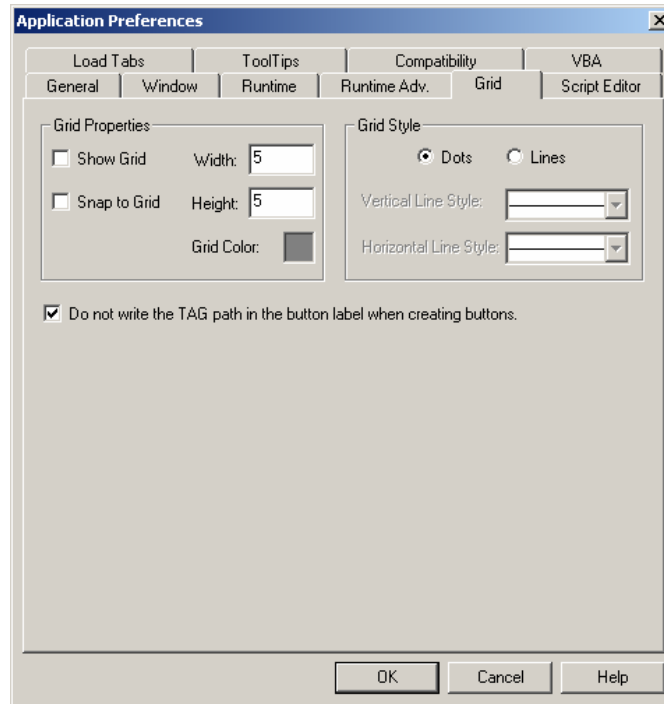 Application Preferences
Load Tabs ToolTips Compatibility VBA
General Window Runtime Runtime Adv. Grid Script Editor
Grid Properties Grid Style
Show Grid Width: 5 Dots Lines
Snap to Grid Height: 5 Vertical Line Style:
Grid Color: Horizontal Line Style:
Do not write the TAG path in the button label when creating buttons.
OK Cancel Help